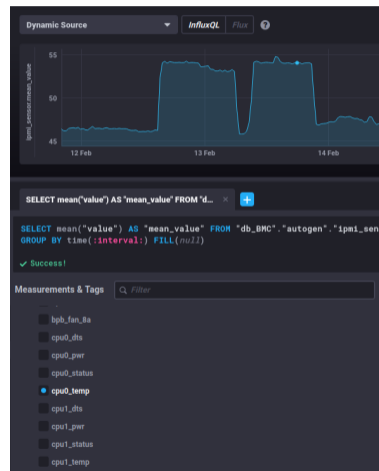 Dynamic Source InfluxQL Flux ?
55
50
45
ipmi_sensor.mean_value
12 Feb 13 Feb 14 Feb
SELECT mean("value") AS "mean_value" FROM "d... × +
SELECT mean("value") AS "mean_value" FROM "db_BMC"."autogen"."ipmi_sen
GROUP BY time(:interval:) FILL(null)
✓ Success!
Measurements & Tags Filter
bpb_fan_8a
cpu0_dts
cpu0_pwr
cpu0_status
cpu0_temp
cpu1_dts
cpu1_pwr
cpu1_status
cpu1_temp